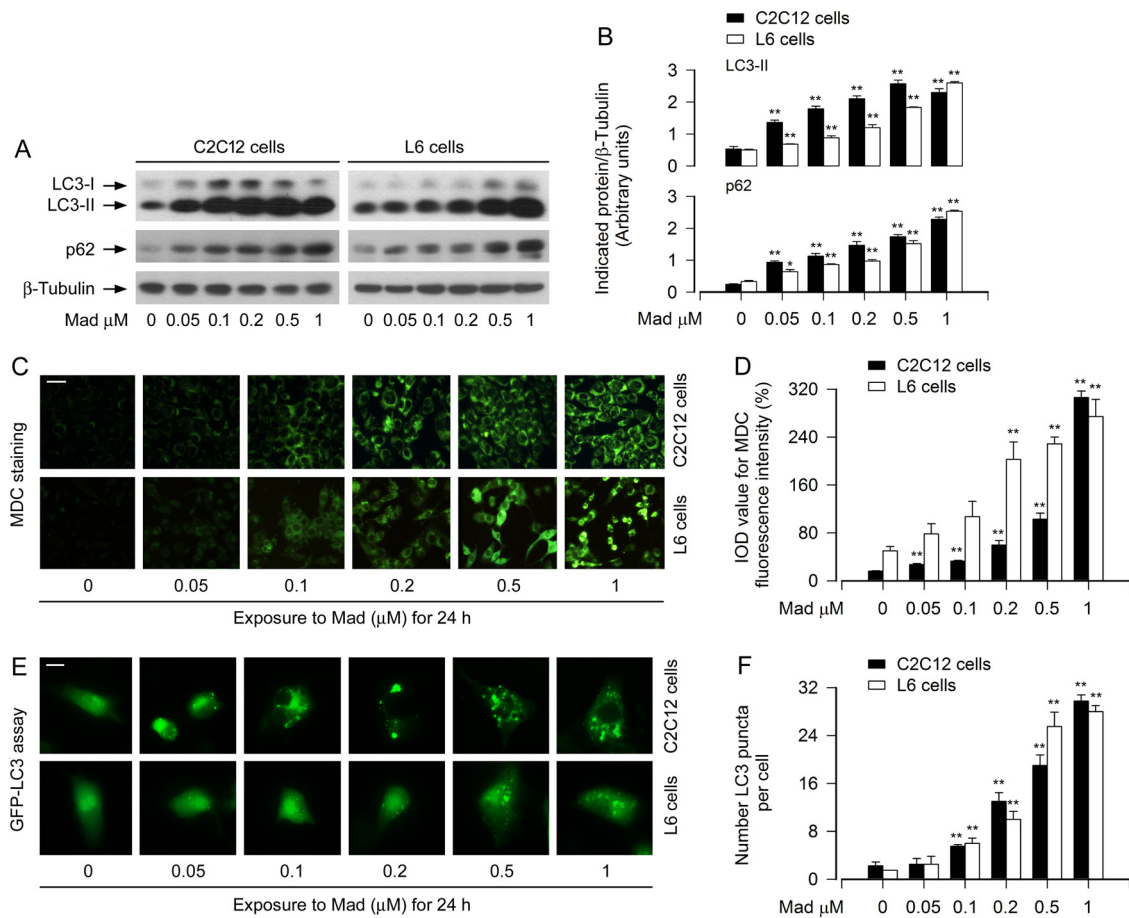 A
C2C12 cells
L6 cells
LC3-I
LC3-II
p62
β-Tubulin
Mad μM 0 0.05 0.1 0.2 0.5 1 0 0.05 0.1 0.2 0.5 1
B
C2C12 cells
L6 cells
LC3-II
3
2
1
0
** ** ** ** ** ** ** ** ** **
p62
3
2
1
0
** * ** ** ** ** ** ** ** **
Indicated protein/β-Tubulin
(Arbitrary units)
Mad μM 0 0.05 0.1 0.2 0.5 1
C
MDC staining
C2C12 cells
L6 cells
0 0.05 0.1 0.2 0.5 1
Exposure to Mad (μM) for 24 h
D
C2C12 cells
L6 cells
IOD value for MDC
fluorescence intensity (%)
320
240
160
80
0
** ** ** ** ** ** ** **
Mad μM 0 0.05 0.1 0.2 0.5 1
E
GFP-LC3 assay
C2C12 cells
L6 cells
0 0.05 0.1 0.2 0.5 1
Exposure to Mad (μM) for 24 h
F
C2C12 cells
L6 cells
Number LC3 puncta
per cell
32
24
16
8
0
** ** ** ** ** ** ** **
Mad μM 0 0.05 0.1 0.2 0.5 1